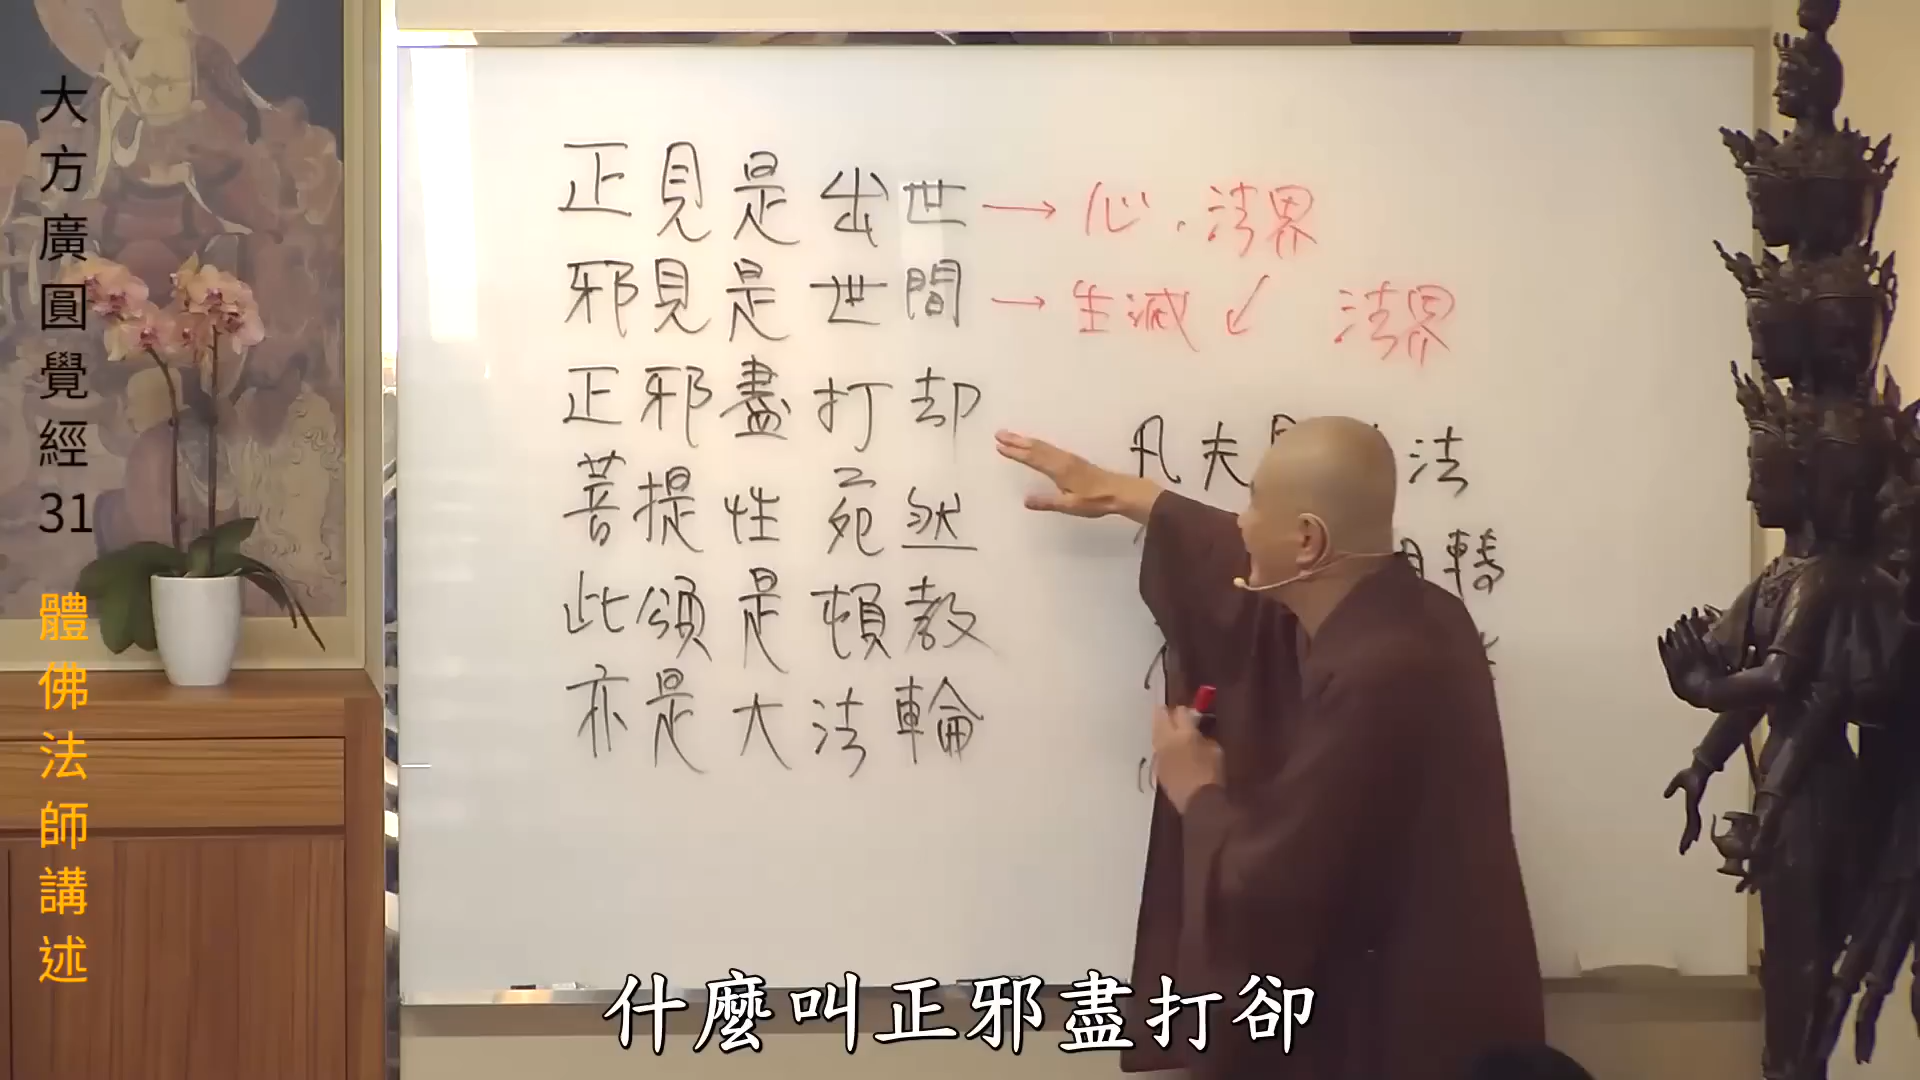 大方廣圓覺經31 體佛法師講述
正見是出世→心.法界
邪見是世間→生滅↙ 法界
正邪盡打却
菩提性宛然
此頌是頓教
亦是大法輪
凡夫 法
轉
什麼叫正邪盡打卻